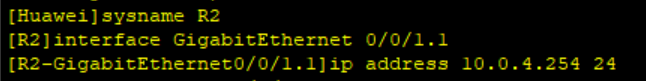 [Huawei]sysname R2
[R2]interface GigabitEthernet 0/0/1.1
[R2-GigabitEthernet0/0/1.1]ip address 10.0.4.254 24